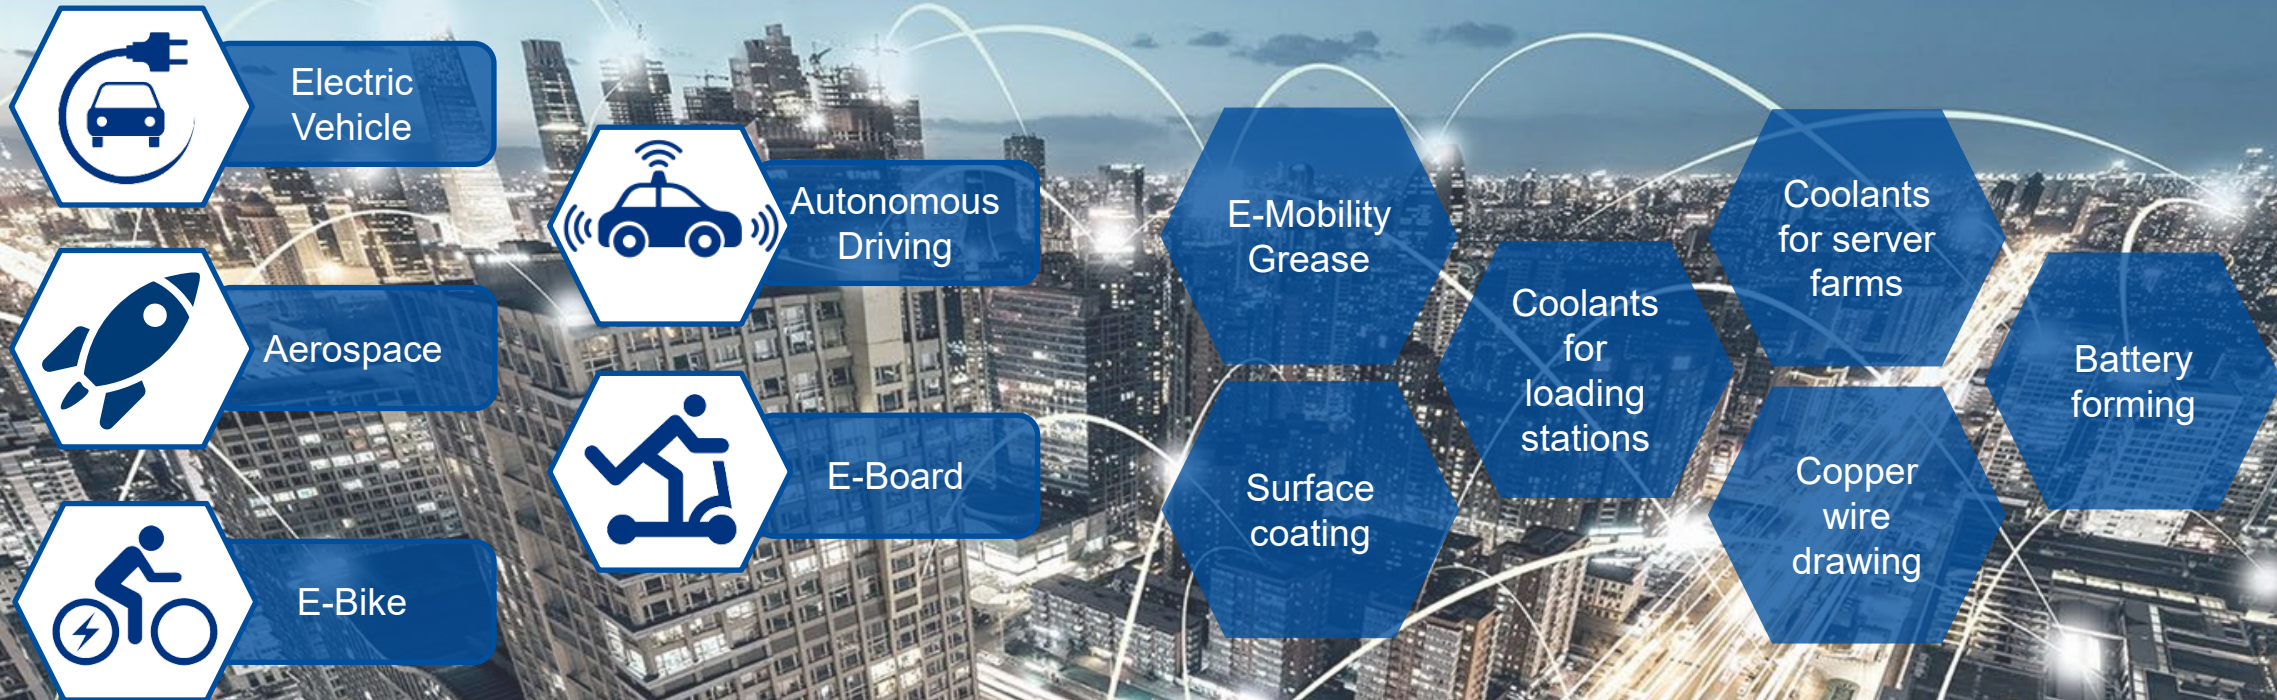 Electric
Vehicle
Aerospace
E-Bike
Autonomous
Driving
E-Board
E-Mobility
Grease
Surface
coating
Coolants
for
loading
stations
Coolants
for server
farms
Copper
wire
drawing
Battery
forming